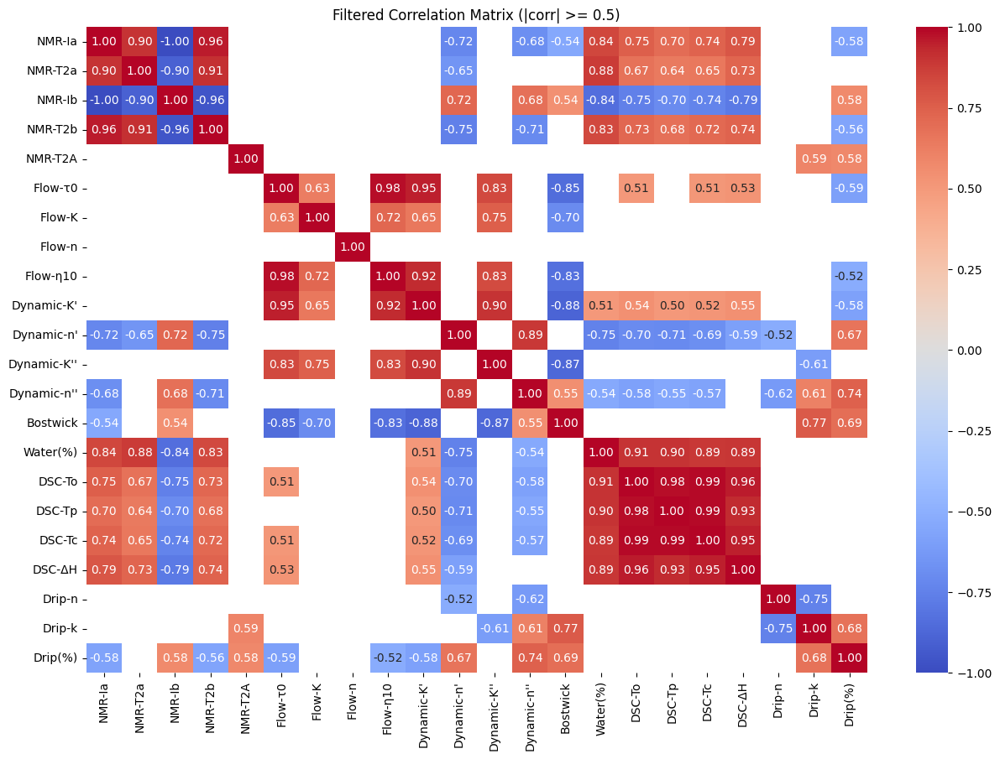 Filtered Correlation Matrix (|corr| >= 0.5)
NMR-Ia 1.00 0.90 -1.00 0.96 -0.72 -0.68 -0.54 0.84 0.75 0.70 0.74 0.79 -0.58
NMR-T2a 0.90 1.00 -0.90 0.91 -0.65 0.88 0.67 0.64 0.65 0.73
NMR-Ib -1.00 -0.90 1.00 -0.96 0.72 0.68 0.54 -0.84 -0.75 -0.70 -0.74 -0.79 0.58
NMR-T2b 0.96 0.91 -0.96 1.00 -0.75 -0.71 0.83 0.73 0.68 0.72 0.74 -0.56
NMR-T2A 1.00 0.59 0.58
Flow-τ0 1.00 0.63 0.98 0.95 0.83 -0.85 0.51 0.51 0.53 -0.59
Flow-K 0.63 1.00 0.72 0.65 0.75 -0.70
Flow-n 1.00
Flow-η10 0.98 0.72 1.00 0.92 0.83 -0.83 -0.52
Dynamic-K' 0.95 0.65 0.92 1.00 0.90 -0.88 0.51 0.54 0.50 0.52 0.55 -0.58
Dynamic-n' -0.72 -0.65 0.72 -0.75 1.00 0.89 -0.75 -0.70 -0.71 -0.69 -0.59 -0.52 0.67
Dynamic-K'' 0.83 0.75 0.83 0.90 1.00 -0.87 -0.61
Dynamic-n'' -0.68 0.68 -0.71 0.89 1.00 0.55 -0.54 -0.58 -0.55 -0.57 -0.62 0.61 0.74
Bostwick -0.54 0.54 -0.85 -0.70 -0.83 -0.88 -0.87 0.55 1.00 0.77 0.69
Water(%) 0.84 0.88 -0.84 0.83 0.51 -0.75 -0.54 1.00 0.91 0.90 0.89 0.89
DSC-To 0.75 0.67 -0.75 0.73 0.51 0.54 -0.70 -0.58 0.91 1.00 0.98 0.99 0.96
DSC-Tp 0.70 0.64 -0.70 0.68 0.50 -0.71 -0.55 0.90 0.98 1.00 0.99 0.93
DSC-Tc 0.74 0.65 -0.74 0.72 0.51 0.52 -0.69 -0.57 0.89 0.99 0.99 1.00 0.95
DSC-ΔH 0.79 0.73 -0.79 0.74 0.53 0.55 -0.59 0.89 0.96 0.93 0.95 1.00
Drip-n -0.52 -0.62 1.00 -0.75
Drip-k 0.59 -0.61 0.61 0.77 -0.75 1.00 0.68
Drip(%) -0.58 0.58 -0.56 0.58 -0.59 -0.52 -0.58 0.67 0.74 0.69 0.68 1.00
NMR-Ia
NMR-T2a
NMR-Ib
NMR-T2b
NMR-T2A
Flow-τ0
Flow-K
Flow-n
Flow-η10
Dynamic-K'
Dynamic-n'
Dynamic-K''
Dynamic-n''
Bostwick
Water(%)
DSC-To
DSC-Tp
DSC-Tc
DSC-ΔH
Drip-n
Drip-k
Drip(%)
1.00
0.75
0.50
0.25
0.00
-0.25
-0.50
-0.75
-1.00